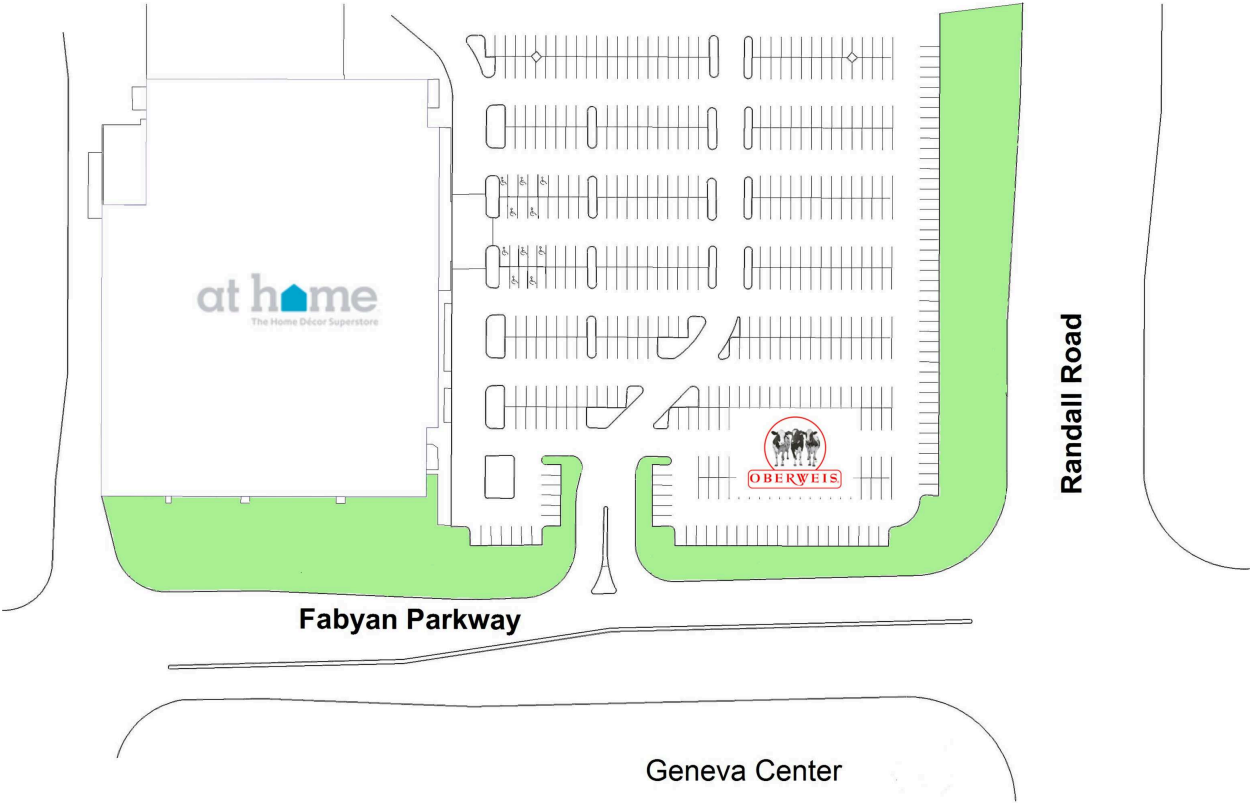 at home
The Home Décor Superstore
Randall Road
OBERWEIS
Fabyan Parkway
Geneva Center